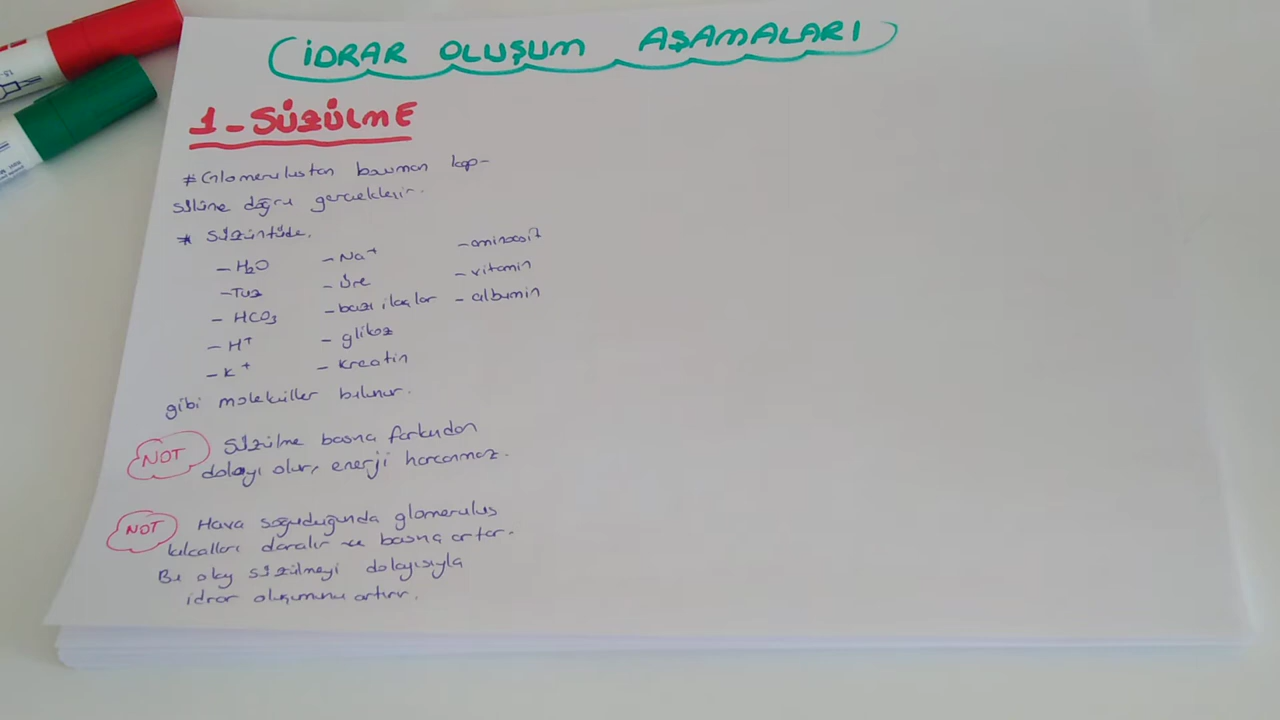 İDRAR OLUŞUM AŞAMALARI
1-SÜZÜLME
* Glomerulustan bowman kap-
sülüne doğru gerçekleşir.
* Süzüntüde,
- H₂O
- Tuz
- HCO₃
- H⁺
- K⁺
- Na⁺
- Üre
- bazı ilaçlar
- glikoz
- kreatin
- aminoasit
- vitamin
- albumin
gibi moleküller bulunur.
NOT Süzülme basınç farkından
dolayı olur, enerji harcanmaz.
NOT Hava soğuduğunda glomerulus
kılcalları daralır ve basınç artar.
Bu olay süzülmeyi dolayısıyla
idrar oluşumunu artırır.